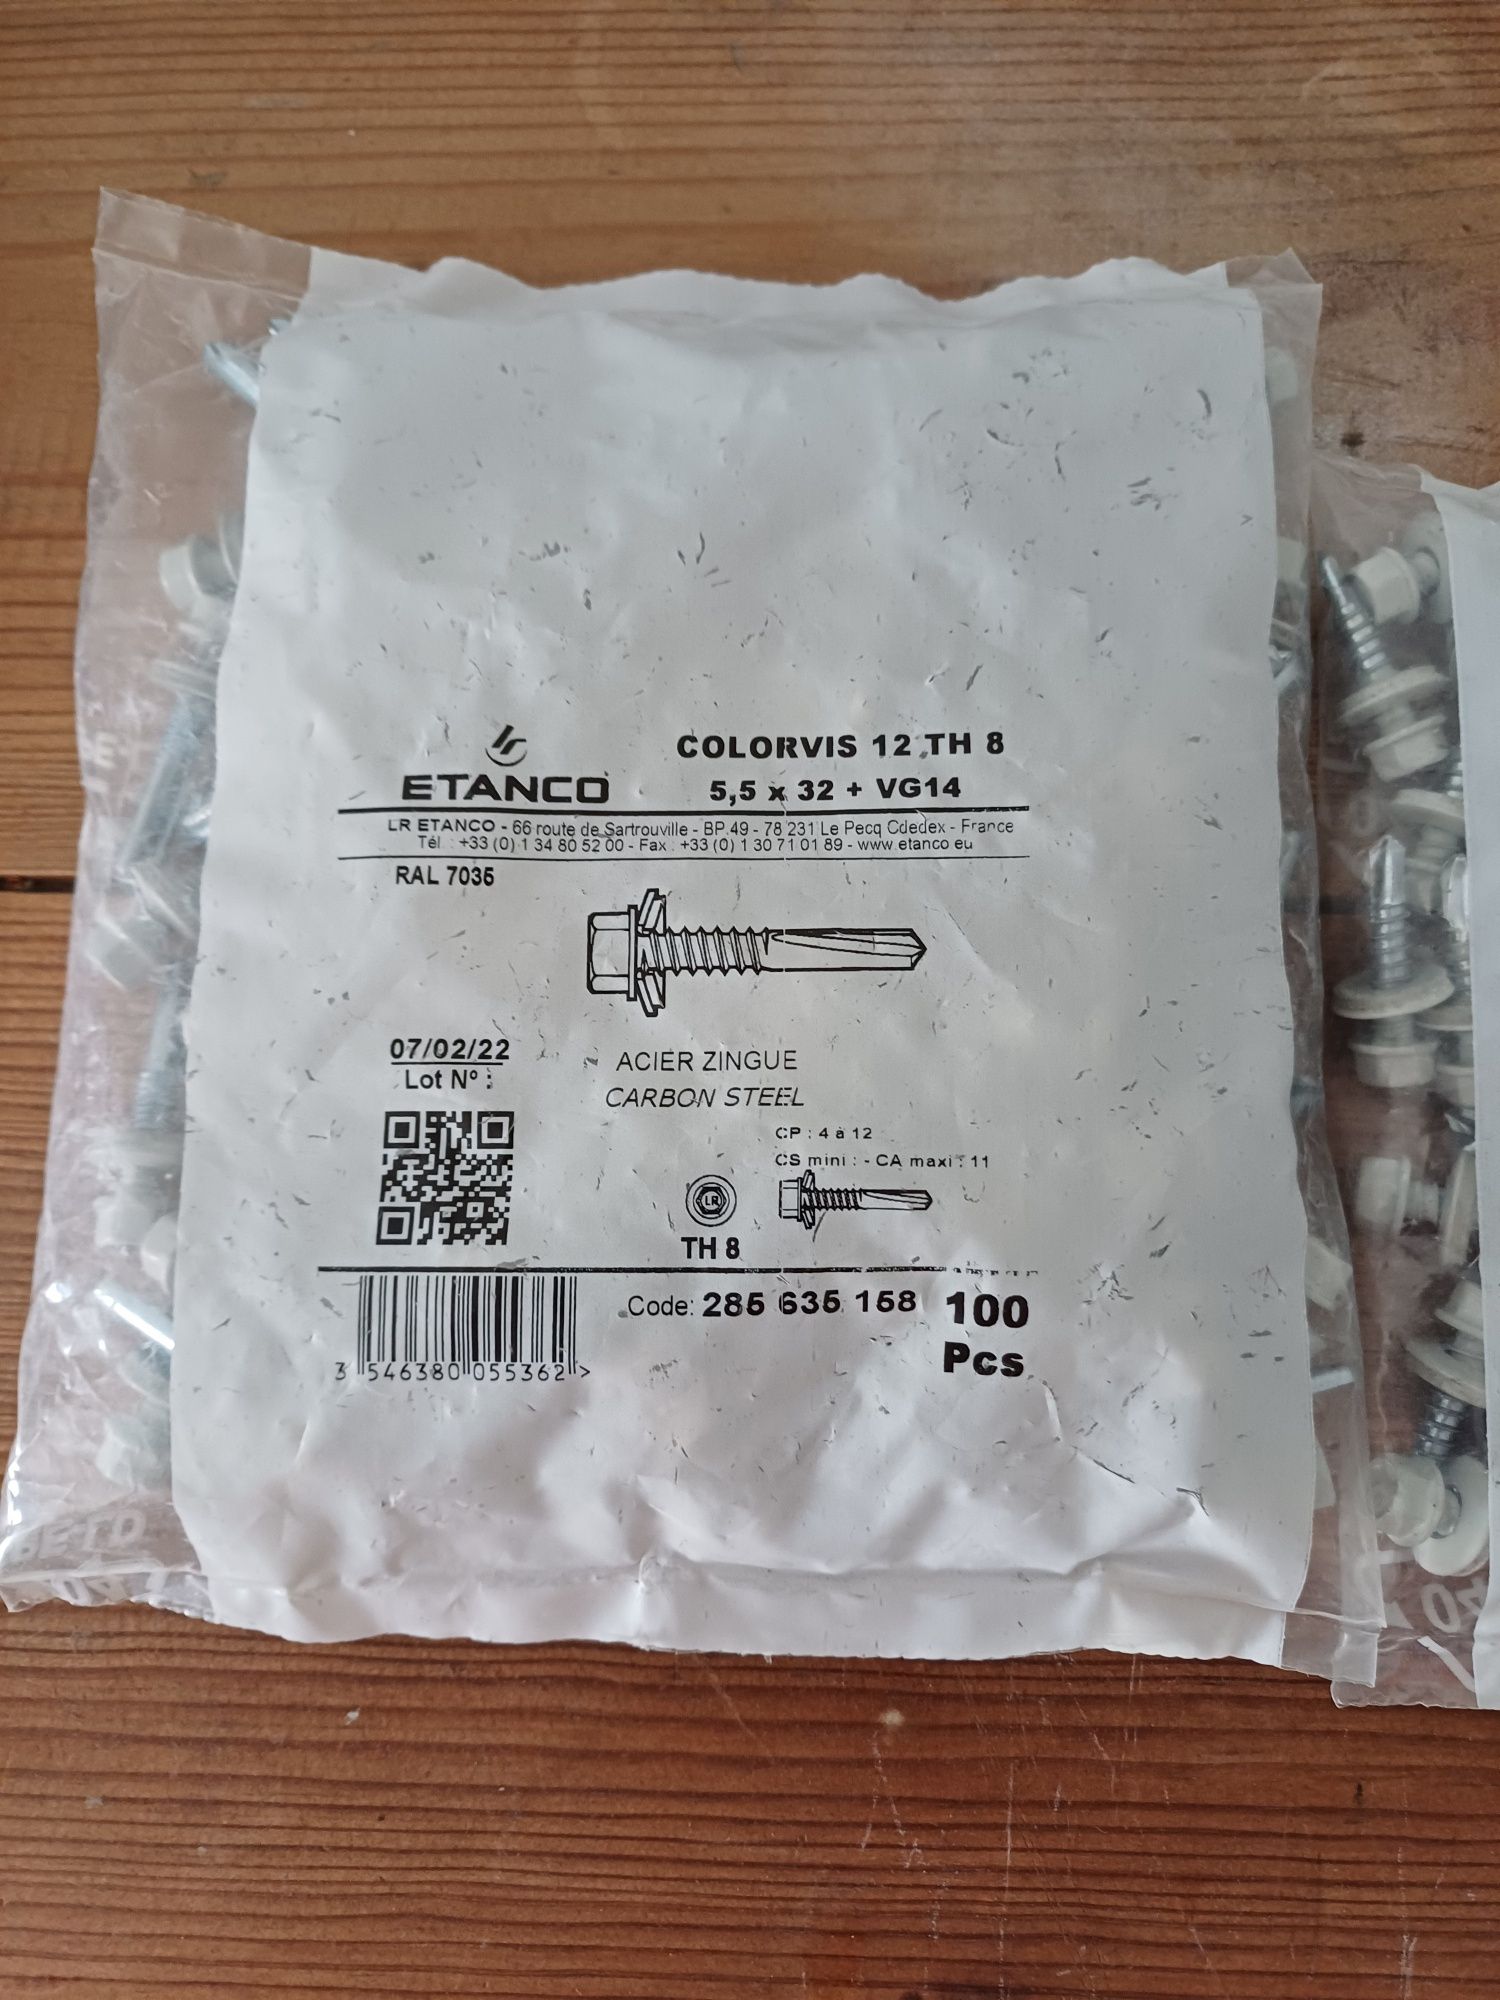 ETANCO
COLORVIS 12 TH 8
5,5 x 32 + VG14
LR ETANCO - 66 route de Sartrouville - BP 49 - 78 231 Le Pecq Cdedex - France
Tél. : +33 (0) 1 34 80 52 00 - Fax : +33 (0) 1 30 71 01 89 - www.etanco.eu
RAL 7035
07/02/22
Lot N° :
ACIER ZINGUE
CARBON STEEL
CP : 4 à 12
CS mini : - CA maxi : 11
LR
TH 8
Code: 285 635 158
100
Pcs
3 546380 055362 >